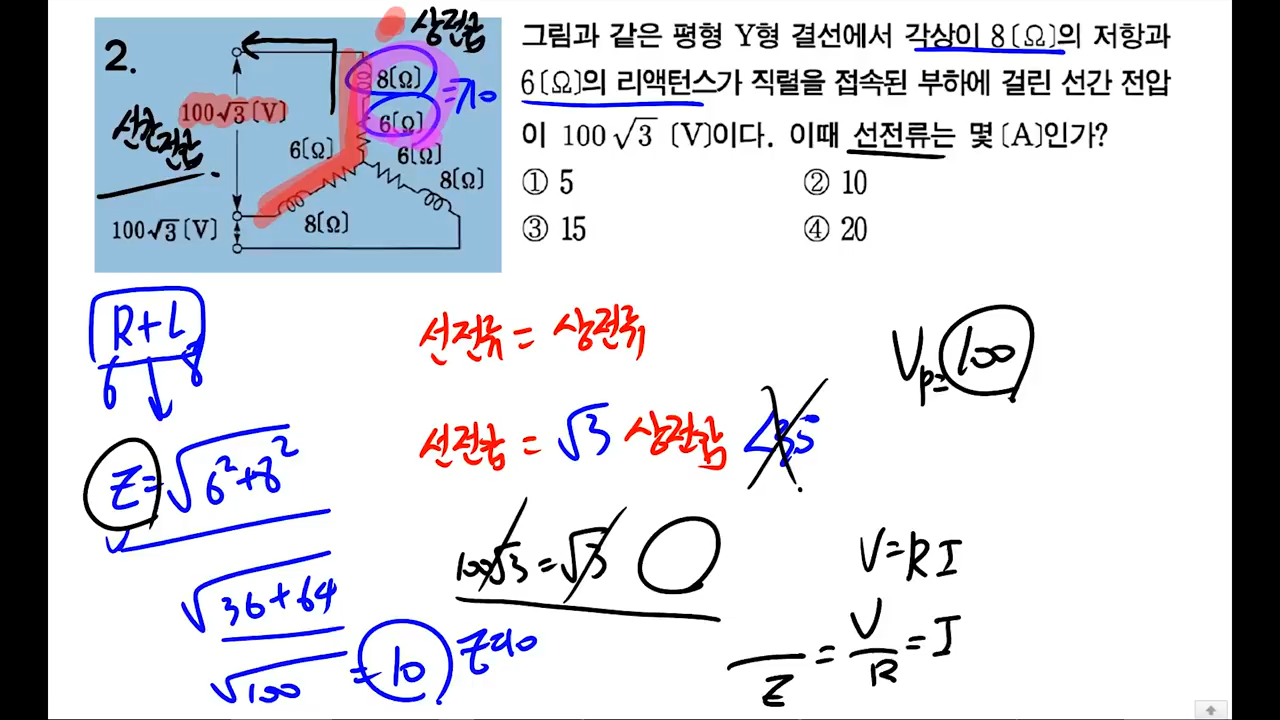 2.
상전압
8[Ω]
6[Ω]
=10
100√3 [V]
선간전압
6[Ω]
6[Ω]
8[Ω]
8[Ω]
100√3 [V]
그림과 같은 평형 Y형 결선에서 각상이 8[Ω]의 저항과
6[Ω]의 리액턴스가 직렬을 접속된 부하에 걸린 선간 전압
이 100√3 [V]이다. 이때 선전류는 몇[A]인가?
① 5 ② 10
③ 15 ④ 20
R+L
6 8
Z=√6²+8²
√36+64
√100 = 10
Z=10
선전류 = 상전류
선전압 = √3 상전압
100√3 = √3
Vp= 100
V=RI
Z = V/R = I